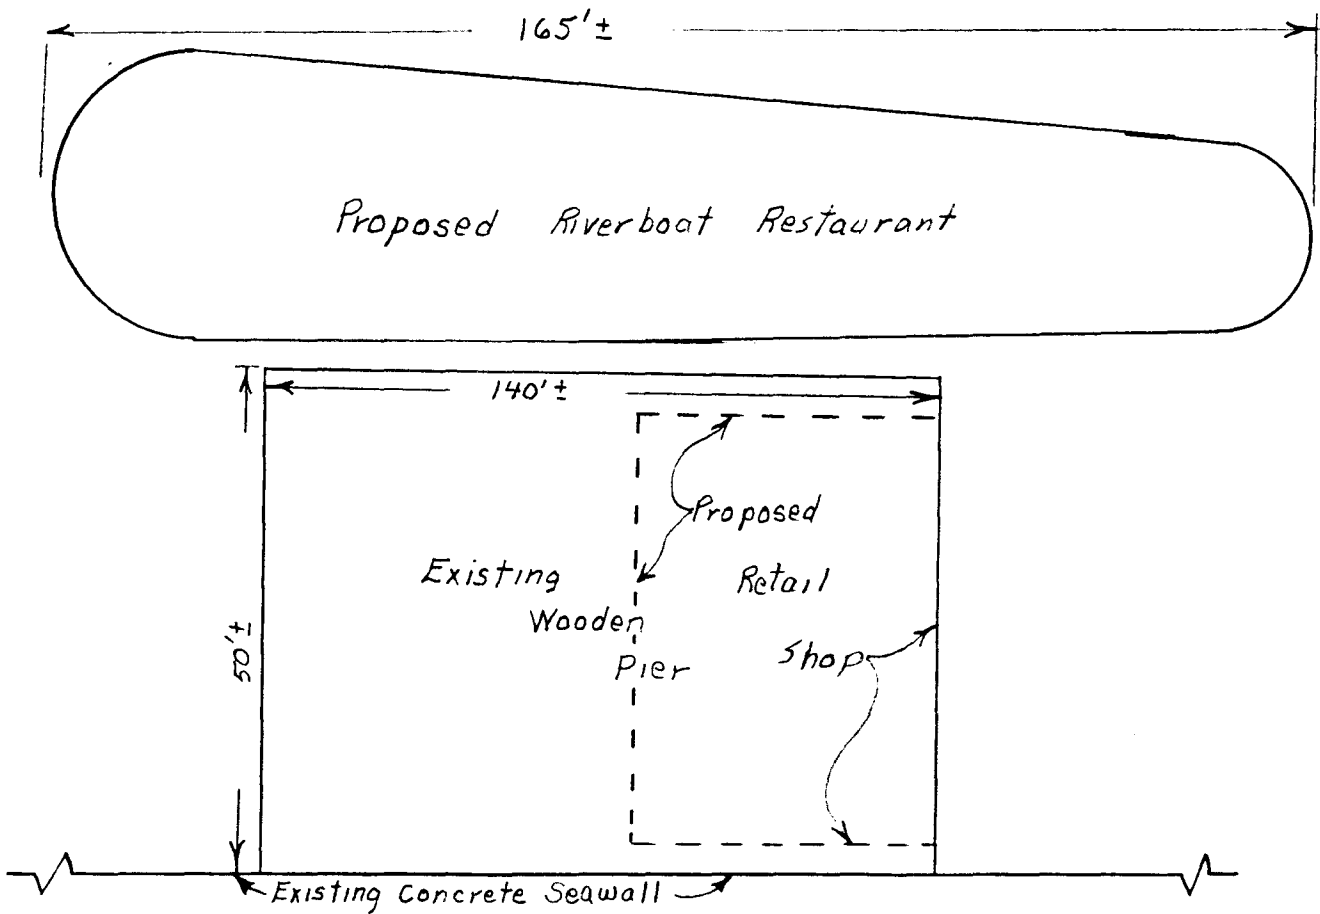 165'±
Proposed Riverboat Restaurant
140'±
Proposed
Existing
Retail
Wooden
50'±
Shop
Pier
Existing Concrete Seawall